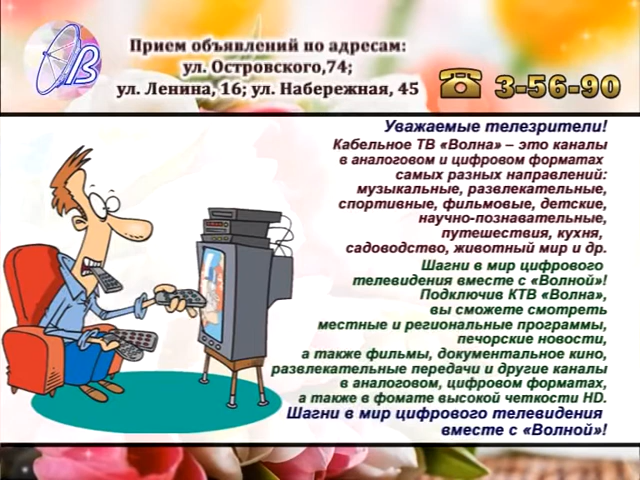 В
Прием объявлений по адресам:
ул. Островского,74;
ул. Ленина, 16; ул. Набережная, 45
☎ 3-56-90
Уважаемые телезрители!
Кабельное ТВ «Волна» – это каналы
в аналоговом и цифровом форматах
самых разных направлений:
музыкальные, развлекательные,
спортивные, фильмовые, детские,
научно-познавательные,
путешествия, кухня,
садоводство, животный мир и др.
Шагни в мир цифрового
телевидения вместе с «Волной»!
Подключив КТВ «Волна»,
вы сможете смотреть
местные и региональные программы,
печорские новости,
а также фильмы, документальное кино,
развлекательные передачи и другие каналы
в аналоговом, цифровом форматах,
а также в фомате высокой четкости HD.
Шагни в мир цифрового телевидения
вместе с «Волной»!